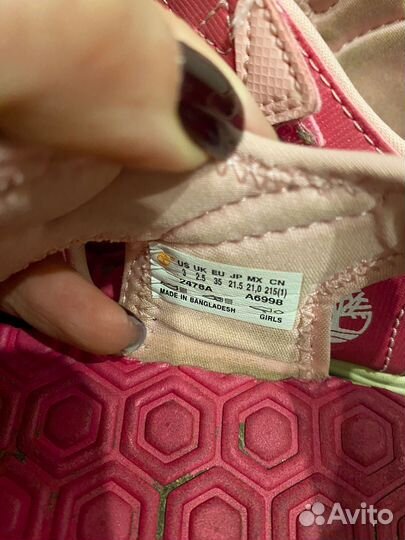 US UK EU JP MX CN
3 2.5 35 21.5 21.0 215(1)
2476A A6998
MADE IN BANGLADESH GIRLS
Avito